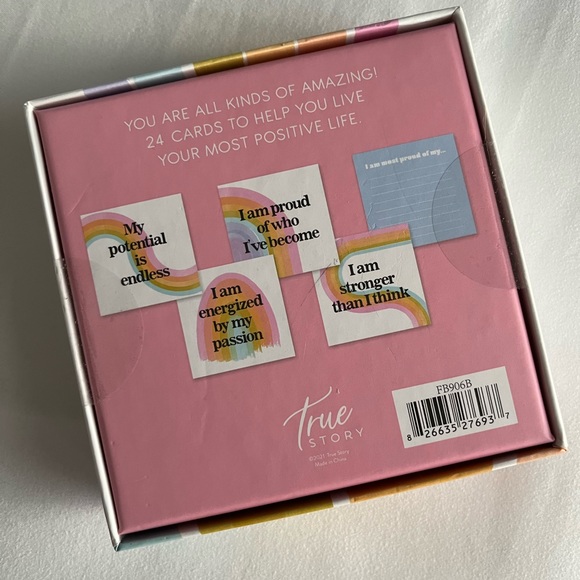 YOU ARE ALL KINDS OF AMAZING!
24 CARDS TO HELP YOU LIVE
YOUR MOST POSITIVE LIFE.
I am most proud of my...
My
potential
is
endless
I am proud
of who
I've become
I am
energized
by my
passion
I am
stronger
than I think
True
STORY
©2021 True Story
Made in China
FB906B
8 26635 27693 7